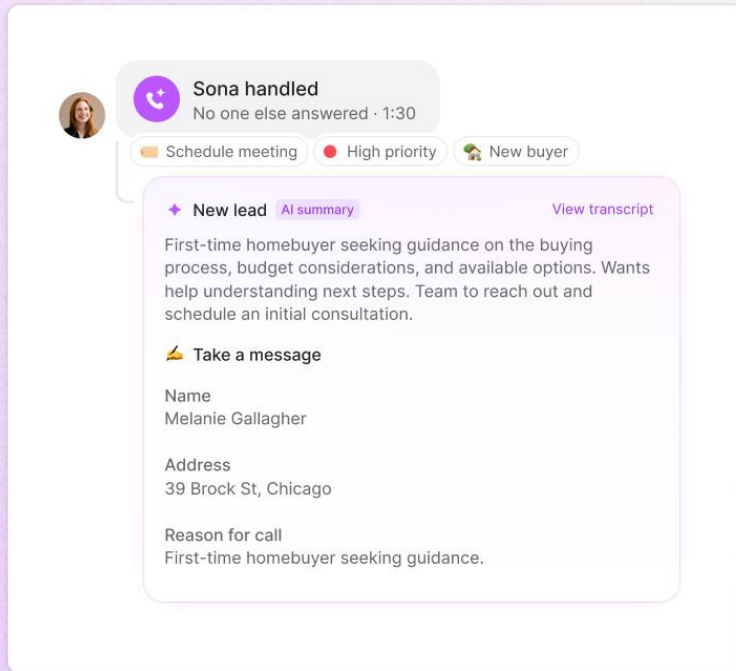 Sona handled
No one else answered · 1:30
Schedule meeting
High priority
New buyer
New lead
AI summary
View transcript
First-time homebuyer seeking guidance on the buying
process, budget considerations, and available options. Wants
help understanding next steps. Team to reach out and
schedule an initial consultation.
Take a message
Name
Melanie Gallagher
Address
39 Brock St, Chicago
Reason for call
First-time homebuyer seeking guidance.